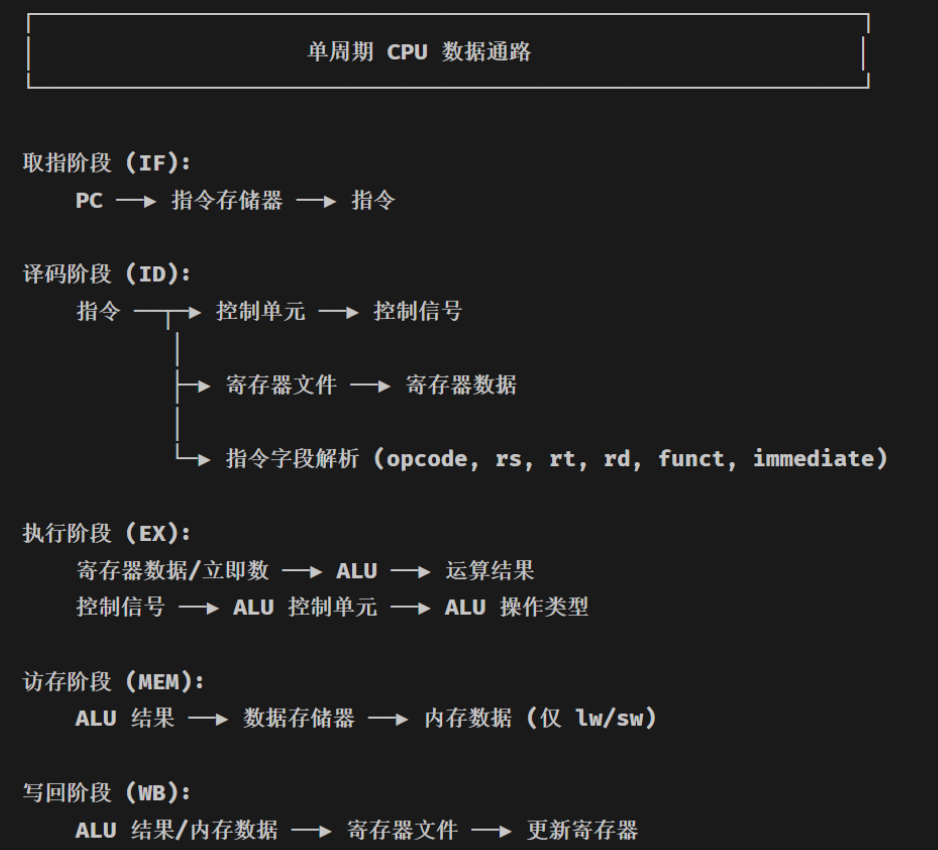 单周期 CPU 数据通路
取指阶段 (IF):
PC ──▶ 指令存储器 ──▶ 指令
译码阶段 (ID):
指令 ──┬─▶ 控制单元 ──▶ 控制信号
├─▶ 寄存器文件 ──▶ 寄存器数据
└─▶ 指令字段解析 (opcode, rs, rt, rd, funct, immediate)
执行阶段 (EX):
寄存器数据/立即数 ──▶ ALU ──▶ 运算结果
控制信号 ──▶ ALU 控制单元 ──▶ ALU 操作类型
访存阶段 (MEM):
ALU 结果 ──▶ 数据存储器 ──▶ 内存数据 (仅 lw/sw)
写回阶段 (WB):
ALU 结果/内存数据 ──▶ 寄存器文件 ──▶ 更新寄存器